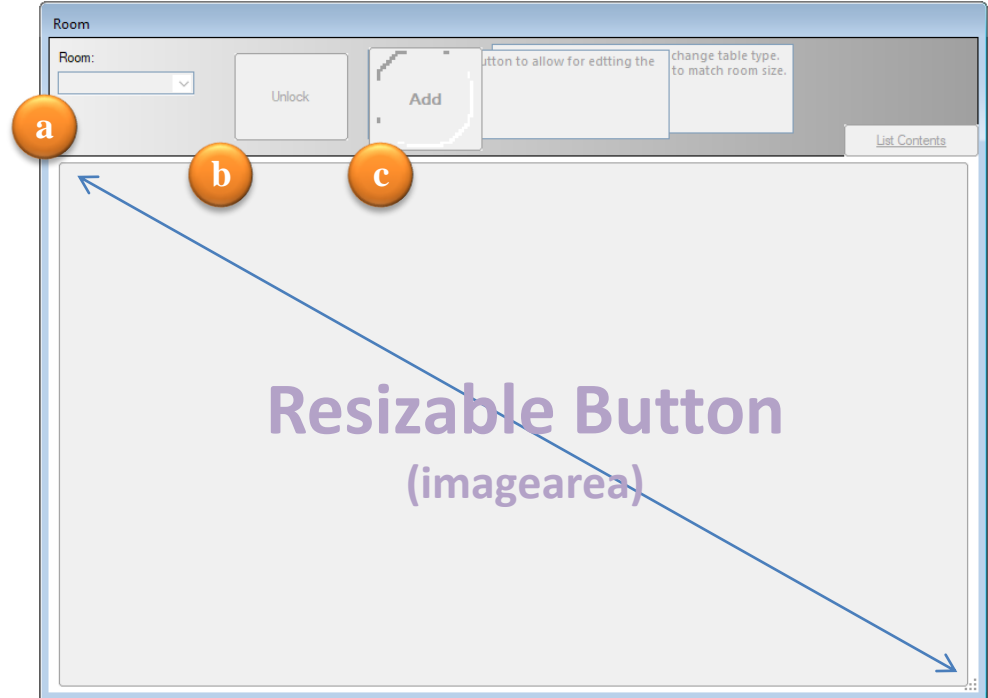 Room
Room:
Unlock
Add
utton to allow for edtting the
change table type.
to match room size.
List Contents
a
b
c
Resizable Button
(imagearea)